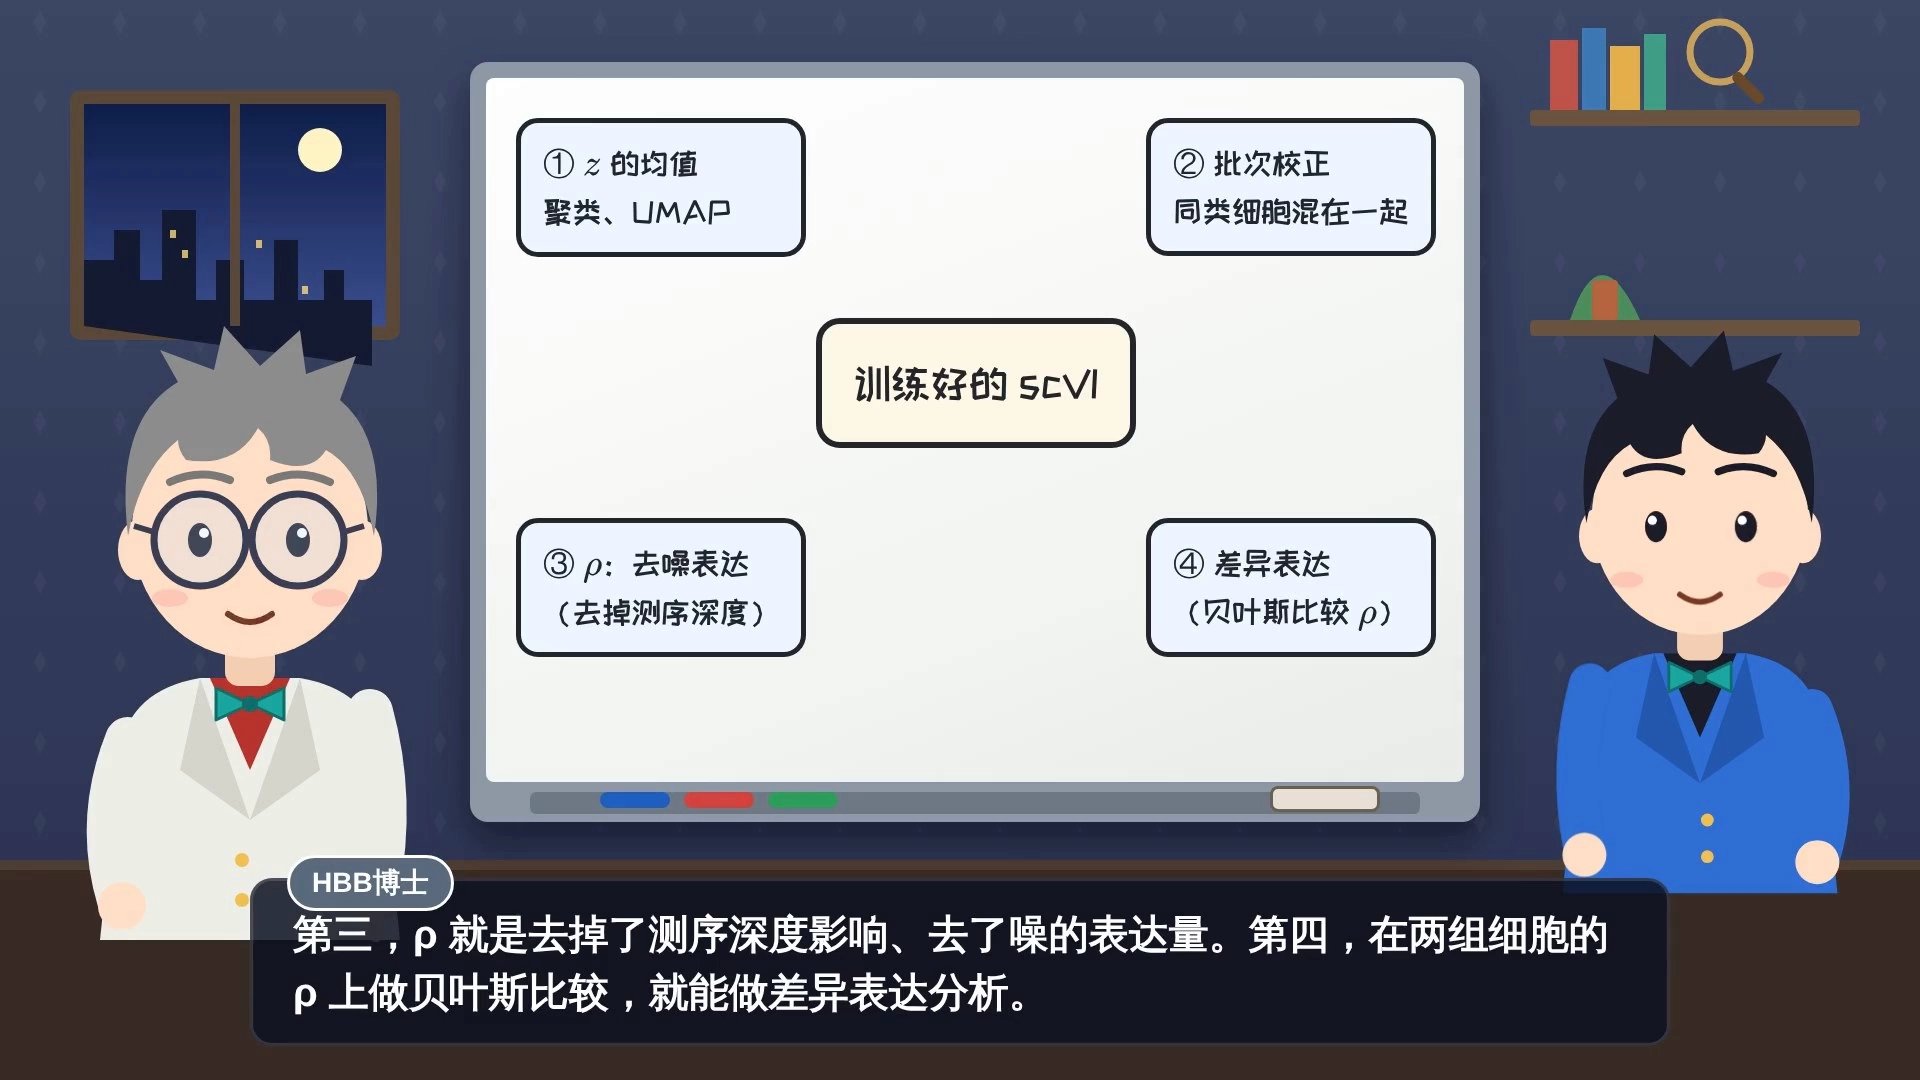 ① z 的均值
聚类、UMAP
② 批次校正
同类细胞混在一起
训练好的 scVI
③ ρ：去噪表达
（去掉测序深度）
④ 差异表达
（贝叶斯比较 ρ）
HBB博士
第三，ρ 就是去掉了测序深度影响、去了噪的表达量。第四，在两组细胞的
ρ 上做贝叶斯比较，就能做差异表达分析。